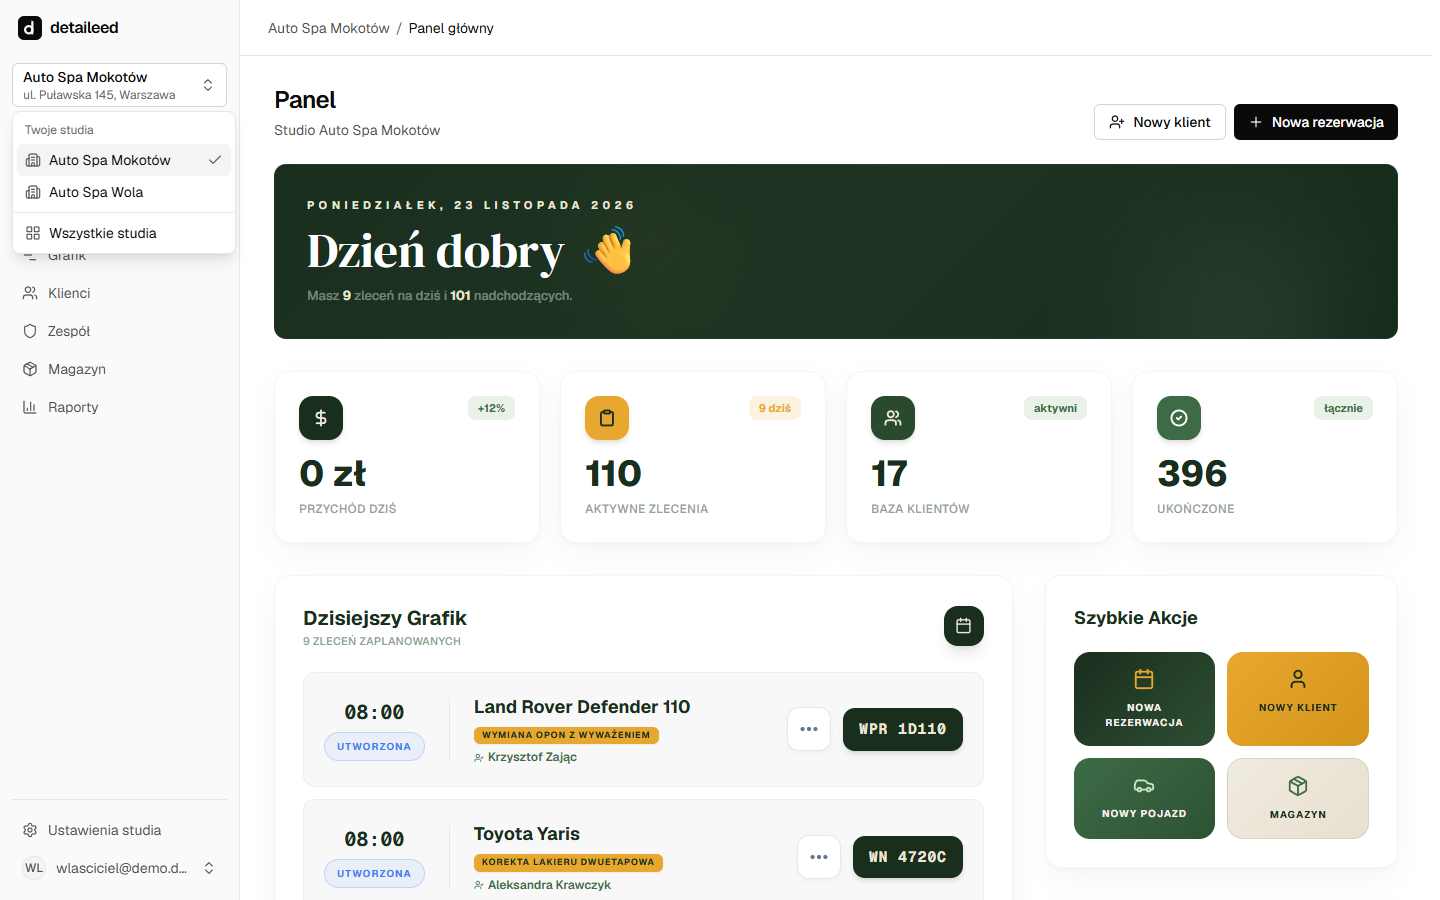 detaileed
Auto Spa Mokotów
ul. Puławska 145, Warszawa
Twoje studia
Auto Spa Mokotów
Auto Spa Wola
Wszystkie studia
Grafik
Klienci
Zespół
Magazyn
Raporty
Ustawienia studia
WL wlasciciel@demo.d...
Auto Spa Mokotów / Panel główny
Panel
Studio Auto Spa Mokotów
Nowy klient
Nowa rezerwacja
PONIEDZIAŁEK, 23 LISTOPADA 2026
Dzień dobry 👋
Masz 9 zleceń na dziś i 101 nadchodzących.
+12%
0 zł
PRZYCHÓD DZIŚ
9 dziś
110
AKTYWNE ZLECENIA
aktywni
17
BAZA KLIENTÓW
łącznie
396
UKOŃCZONE
Dzisiejszy Grafik
9 ZLECEŃ ZAPLANOWANYCH
08:00
UTWORZONA
Land Rover Defender 110
WYMIANA OPON Z WYWAŻENIEM
Krzysztof Zając
WPR 1D110
08:00
UTWORZONA
Toyota Yaris
KOREKTA LAKIERU DWUETAPOWA
Aleksandra Krawczyk
WN 4720C
Szybkie Akcje
NOWA
REZERWACJA
NOWY KLIENT
NOWY POJAZD
MAGAZYN